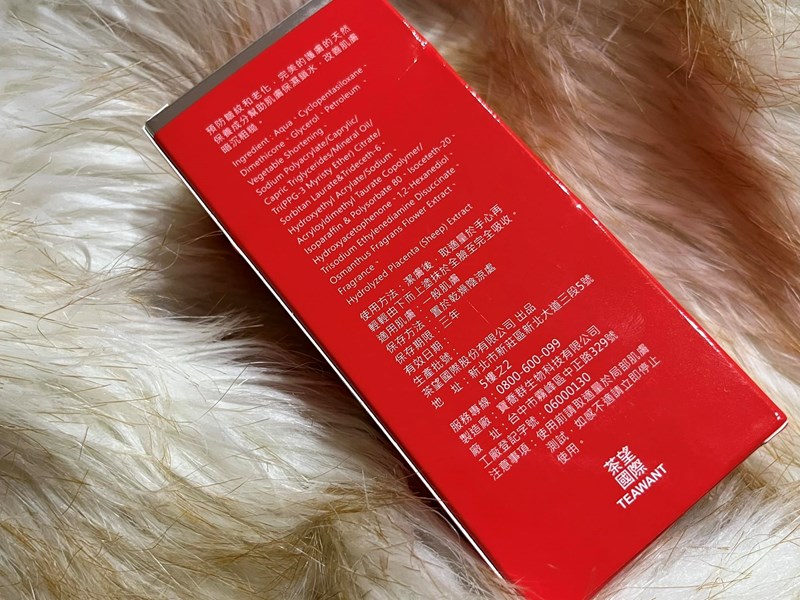 預防皺紋和老化，完美的護膚的天然
保養成分幫助肌膚保濕鎖水、改善肌膚
暗沉粗糙。
Ingredient：Aqua、Cyclopentasiloxane、
Dimethicone、Glycerol、Petroleum、
Vegetable Shortening、
Sodium Polyacrylate/Caprylic/
Capric Triglycerides/Mineral Oil/
Tri(PPG-3 Myristy Ether) Citrate/
Sorbitan Laurate&Trideceth-6、
Hydroxyethyl Acrylate/Sodium
Acryloyldimethyl Taurate Copolymer/
Isoparaffin & Polysorbate 80、Isoceteth-20、
Hydroxyacetophenone、1,2-Hexanediol、
Trisodium Ethylenediamine Disuccinate、
Osmanthus Fragrans Flower Extract、
Fragrance、
Hydrolyzed Placenta (Sheep) Extract
使用方法：潔膚後，取適量於手心再
輕輕由下而上塗抹於全臉至完全吸收。
適用肌膚：一般肌膚
保存方法：置於乾燥陰涼處
保存期限：三年
有效日期：
生產批號：
茶望國際股份有限公司 出品
地　址：新北市新莊區新北大道三段5號
5樓之2
服務專線：0800-600-099
製造廠：寶喬群生物科技有限公司
廠　址：台中市霧峰區中正路329號
工廠登記字號：06000130
注意事項：使用前請取適量於局部肌膚
測試，如感不適請立即停止
使用。
茶望
國際
TEAWANT